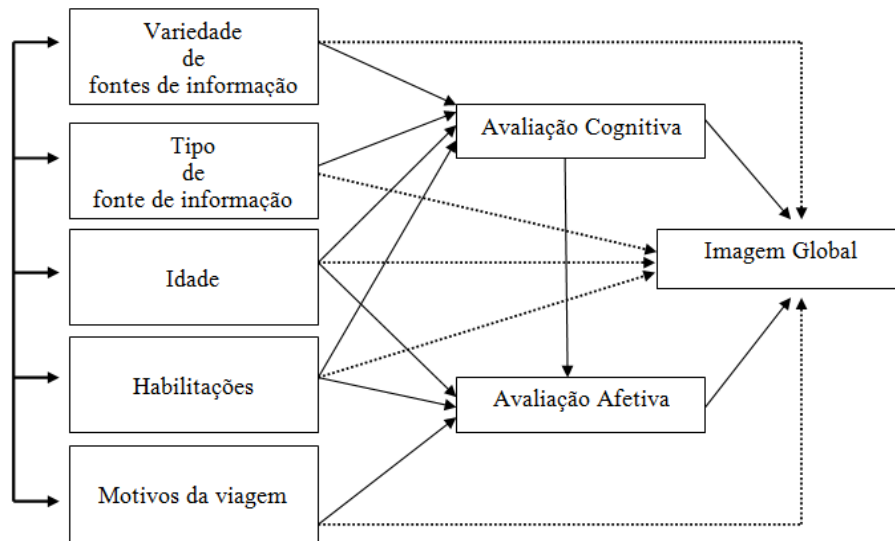 Variedade
de
fontes de informação
Avaliação Cognitiva
Tipo
de
fonte de informação
Imagem Global
Idade
Habilitações
Avaliação Afetiva
Motivos da viagem